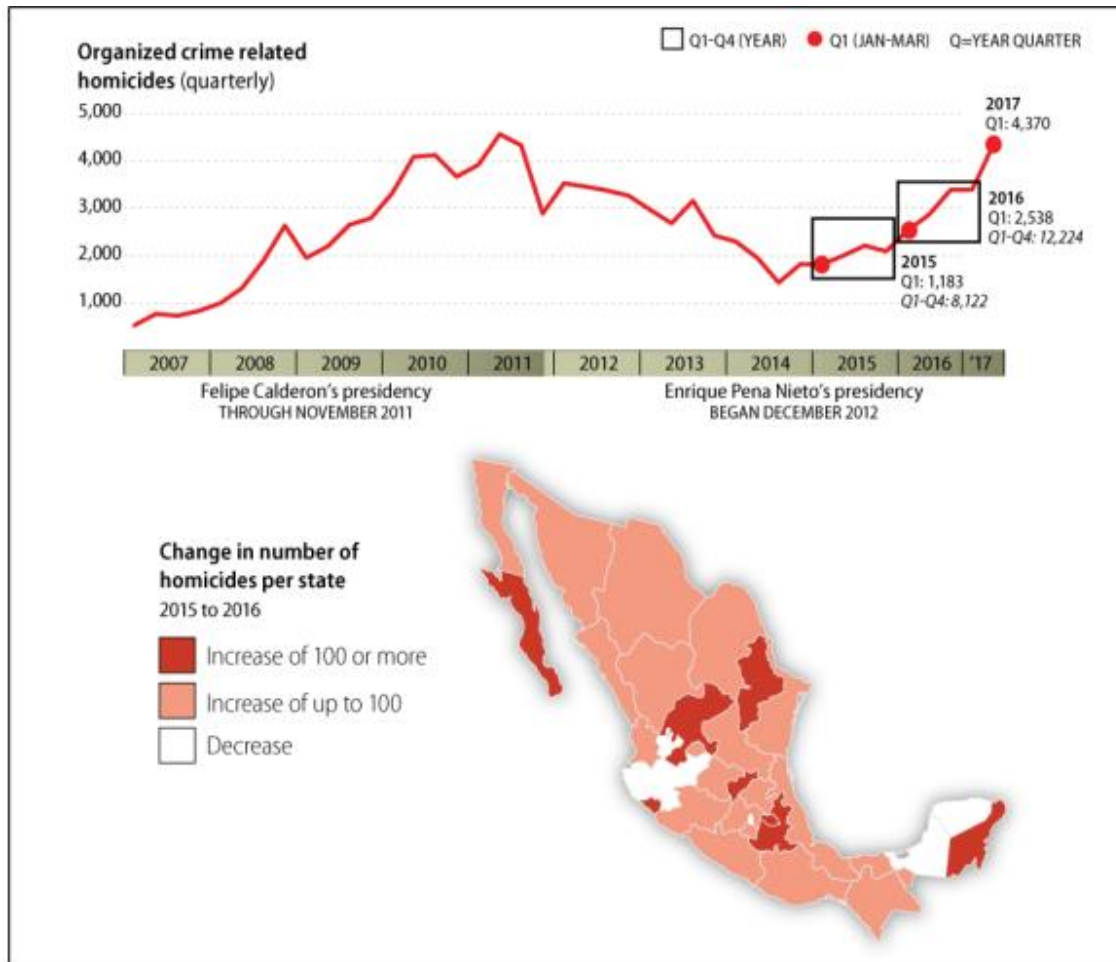 Organized crime related
homicides (quarterly)
Q1-Q4 (YEAR) Q1 (JAN-MAR) Q=YEAR QUARTER
5,000
4,000
3,000
2,000
1,000
2017
Q1: 4,370
2016
Q1: 2,538
Q1-Q4: 12,224
2015
Q1: 1,183
Q1-Q4: 8,122
2007 2008 2009 2010 2011 2012 2013 2014 2015 2016 '17
Felipe Calderon's presidency
THROUGH NOVEMBER 2011
Enrique Pena Nieto's presidency
BEGAN DECEMBER 2012
Change in number of
homicides per state
2015 to 2016
Increase of 100 or more
Increase of up to 100
Decrease